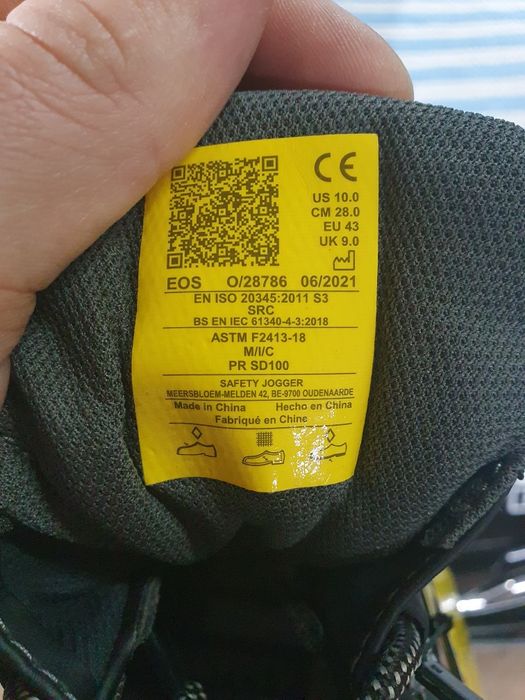 CE
US 10.0
CM 28.0
EU 43
UK 9.0
EOS O/28786 06/2021
EN ISO 20345:2011 S3
SRC
BS EN IEC 61340-4-3:2018
ASTM F2413-18
M/I/C
PR SD100
SAFETY JOGGER
MEERSBLOEM-MELDEN 42, BE-9700 OUDENAARDE
Made in China Hecho en China
Fabriqué en Chine